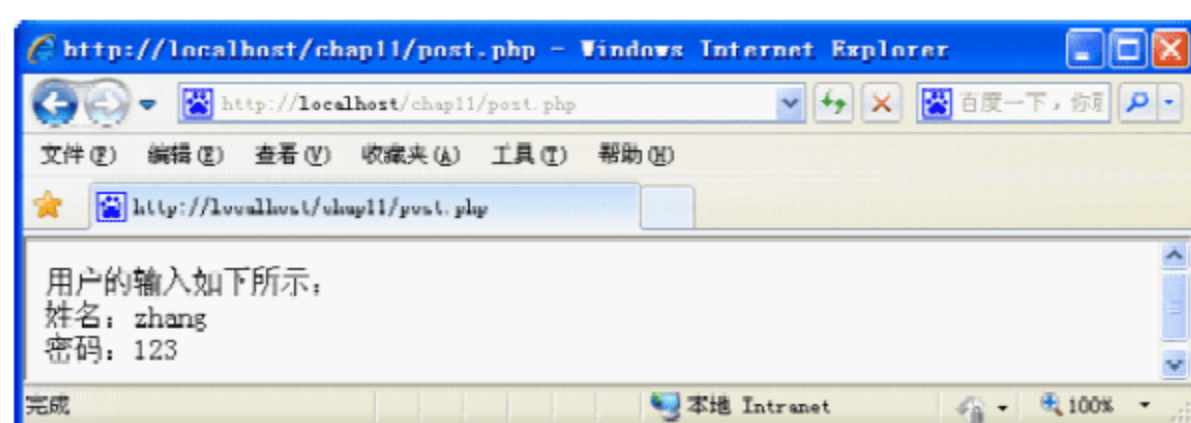 http://localhost/chap11/post.php - Windows Internet Explorer
http://localhost/chap11/post.php
百度一下，你
文件(F) 编辑(E) 查看(V) 收藏夹(A) 工具(T) 帮助(H)
http://localhost/chap11/post.php
用户的输入如下所示：
姓名：zhang
密码：123
完成
本地 Intranet
100%